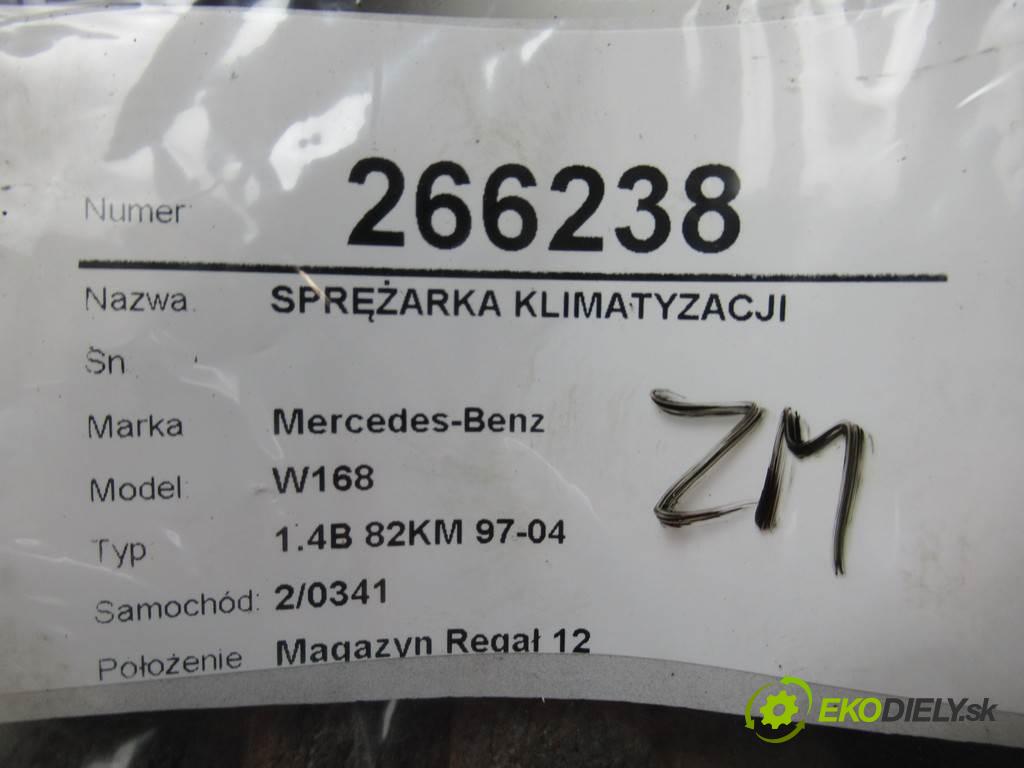 Numer 266238
Nazwa. SPRĘŻARKA KLIMATYZACJI
Sn
Marka Mercedes-Benz
Model: W168
Typ 1.4B 82KM 97-04
Samochód: 2/0341
Położenie Magazyn Regał 12
ZM
EKODIELY.sk